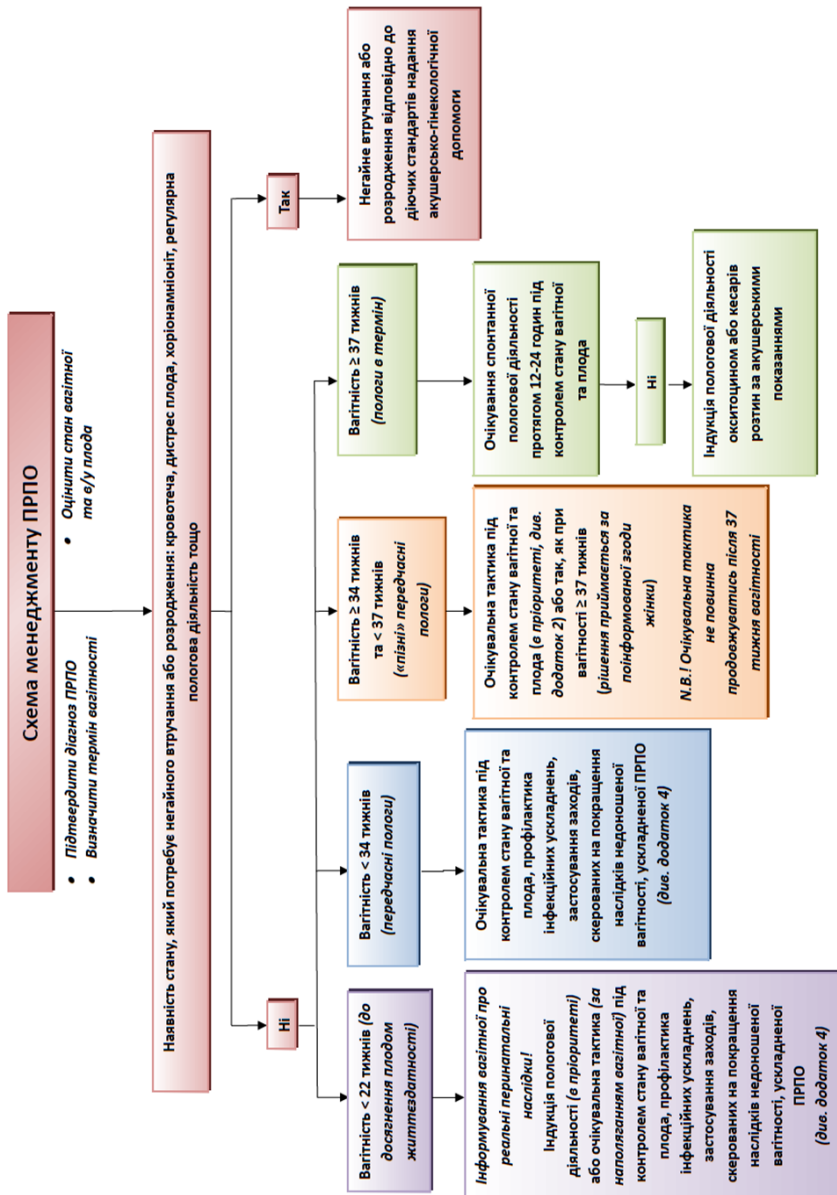 Схема менеджменту ПРПО
• Підтвердити діагноз ПРПО
• Визначити термін вагітності
• Оцінити стан вагітної
та в/у плода
Наявність стану, який потребує негайного втручання або розродження: кровотеча, дистрес плода, хоріонамніоніт, регулярна
пологова діяльність тощо
Ні
Так
Вагітність < 22 тижнів (до
досягнення плодом
життєздатності)
Інформування вагітної про
реальні перинатальні
наслідки!
Індукція пологової
діяльності (в пріоритеті)
або очікувальна тактика (за
наполяганням вагітної) під
контролем стану вагітної та
плода, профілактика
інфекційних ускладнень,
застосування заходів,
скерованих на покращення
наслідків недоношеної
вагітності, ускладненої
ПРПО
(див. додаток 4)
Вагітність < 34 тижнів
(передчасні пологи)
Очікувальна тактика під
контролем стану вагітної та
плода, профілактика
інфекційних ускладнень,
застосування заходів,
скерованих на покращення
наслідків недоношеної
вагітності, ускладненої ПРПО
(див. додаток 4)
Вагітність ≥ 34 тижнів
та < 37 тижнів
(«пізні» передчасні
пологи)
Очікувальна тактика під
контролем стану вагітної та
плода (в пріоритеті, див.
додаток 2) або так, як при
вагітності ≥ 37 тижнів
(рішення приймається за
поінформованої згоди
жінки)
N.B.! Очікувальна тактика
не повинна
продовжуватись після 37
тижня вагітності
Вагітність ≥ 37 тижнів
(пологи в термін)
Очікування спонтанної
пологової діяльності
протягом 12-24 годин під
контролем стану вагітної
та плода
Ні
Індукція пологової діяльності
окситоцином або кесарів
розтин за акушерськими
показаннями
Негайне втручання або
розродження відповідно до
діючих стандартів надання
акушерсько-гінекологічної
допомоги